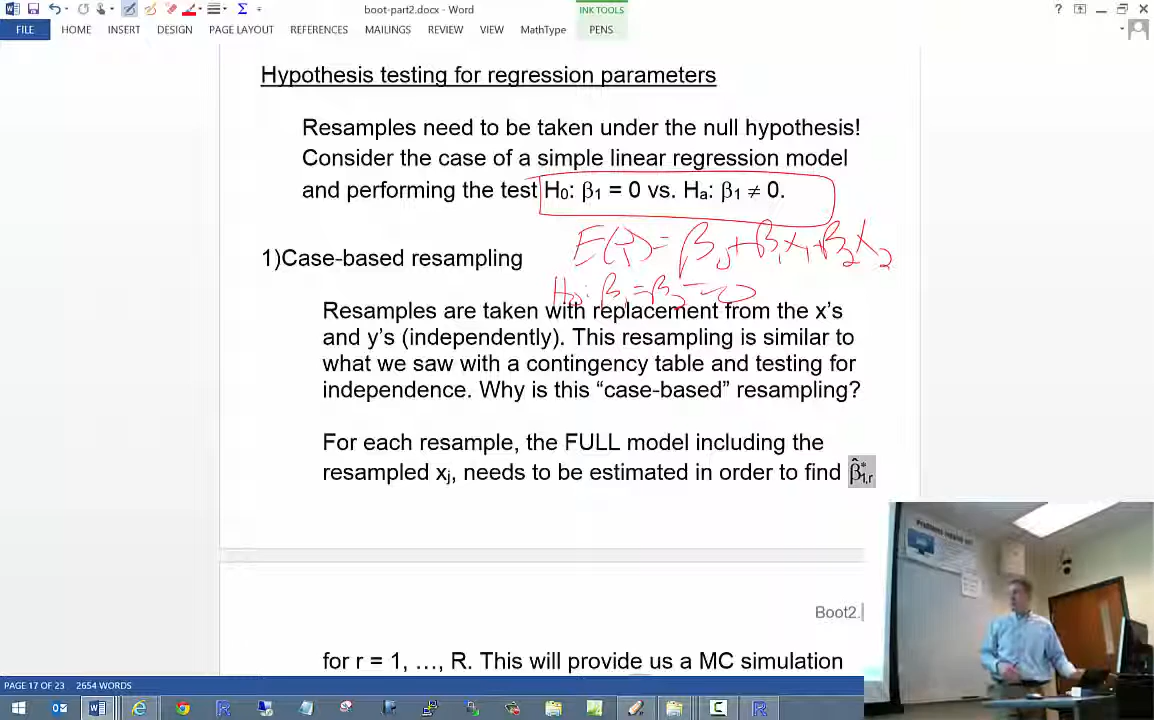 boot-part2.docx - Word
INK TOOLS
FILE HOME INSERT DESIGN PAGE LAYOUT REFERENCES MAILINGS REVIEW VIEW MathType PENS
Hypothesis testing for regression parameters
Resamples need to be taken under the null hypothesis!
Consider the case of a simple linear regression model
and performing the test H₀: β₁ = 0 vs. Hₐ: β₁ ≠ 0.
E(Y) = β₀ + β₁x₁ + β₂x₂
1)Case-based resampling
H₀: β₁ = β₂ = 0
Resamples are taken with replacement from the x's
and y's (independently). This resampling is similar to
what we saw with a contingency table and testing for
independence. Why is this “case-based” resampling?
For each resample, the FULL model including the
resampled xⱼ, needs to be estimated in order to find β̂*₁,ᵣ
Boot2.
for r = 1, …, R. This will provide us a MC simulation
PAGE 17 OF 23 2654 WORDS